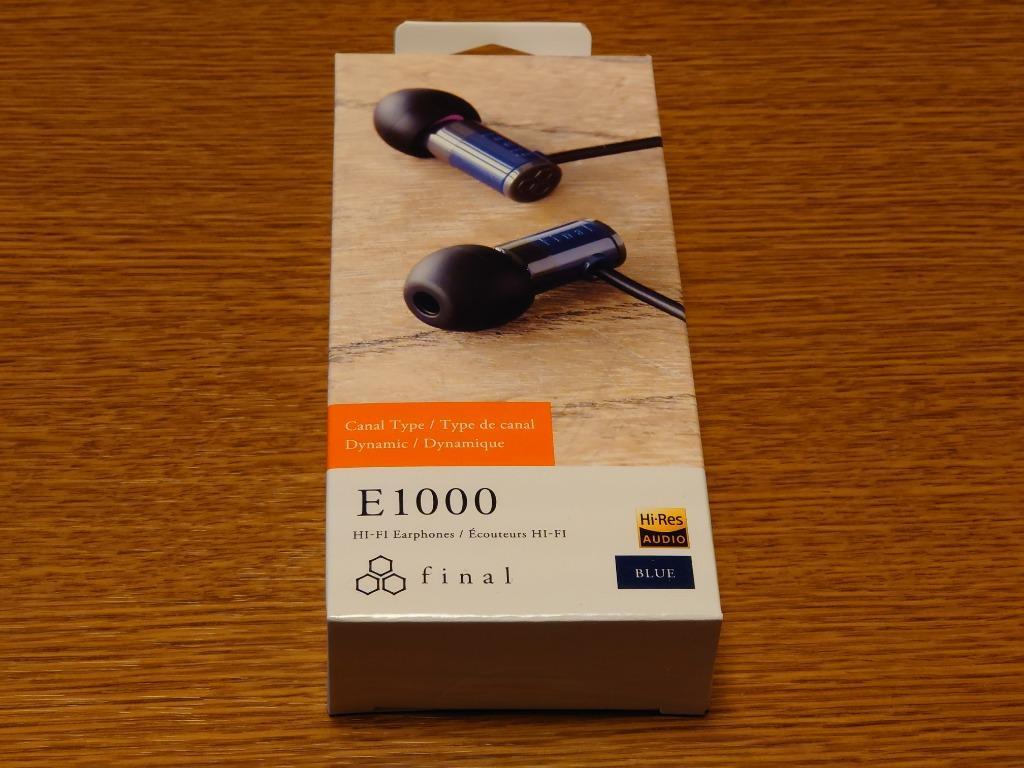 final
Canal Type / Type de canal
Dynamic / Dynamique
E1000
HI-FI Earphones / Écouteurs HI-FI
Hi-Res
AUDIO
final
BLUE